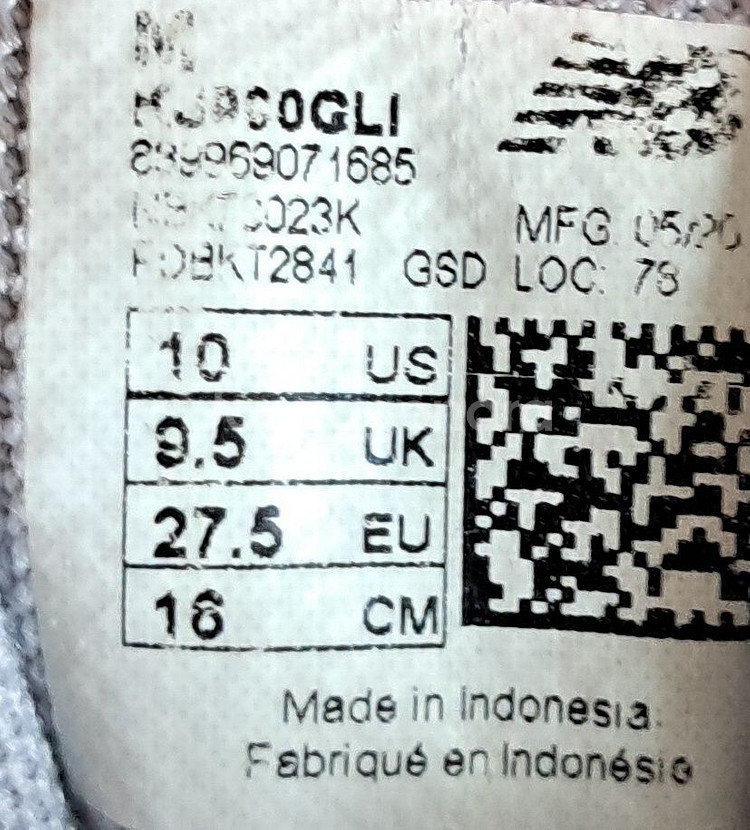 M
839969071685
MFG
GSD LOC: 78
10 US
9.5 UK
27.5 EU
16 CM
Made in Indonesia
Fabriqué en Indonésie